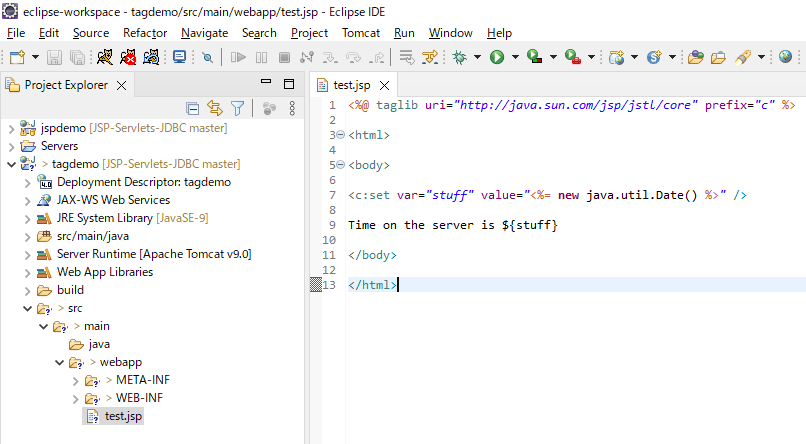 eclipse-workspace - tagdemo/src/main/webapp/test.jsp - Eclipse IDE
File Edit Source Refactor Navigate Search Project Tomcat Run Window Help
Project Explorer
jspdemo [JSP-Servlets-JDBC master]
Servers
> tagdemo [JSP-Servlets-JDBC master]
Deployment Descriptor: tagdemo
JAX-WS Web Services
JRE System Library [JavaSE-9]
src/main/java
Server Runtime [Apache Tomcat v9.0]
Web App Libraries
build
> src
> main
java
> webapp
> META-INF
> WEB-INF
test.jsp
test.jsp
1 <%@ taglib uri="http://java.sun.com/jsp/jstl/core" prefix="c" %>
2
3 <html>
4
5 <body>
6
7 <c:set var="stuff" value="<%= new java.util.Date() %>" />
8
9 Time on the server is ${stuff}
10
11 </body>
12
13 </html>